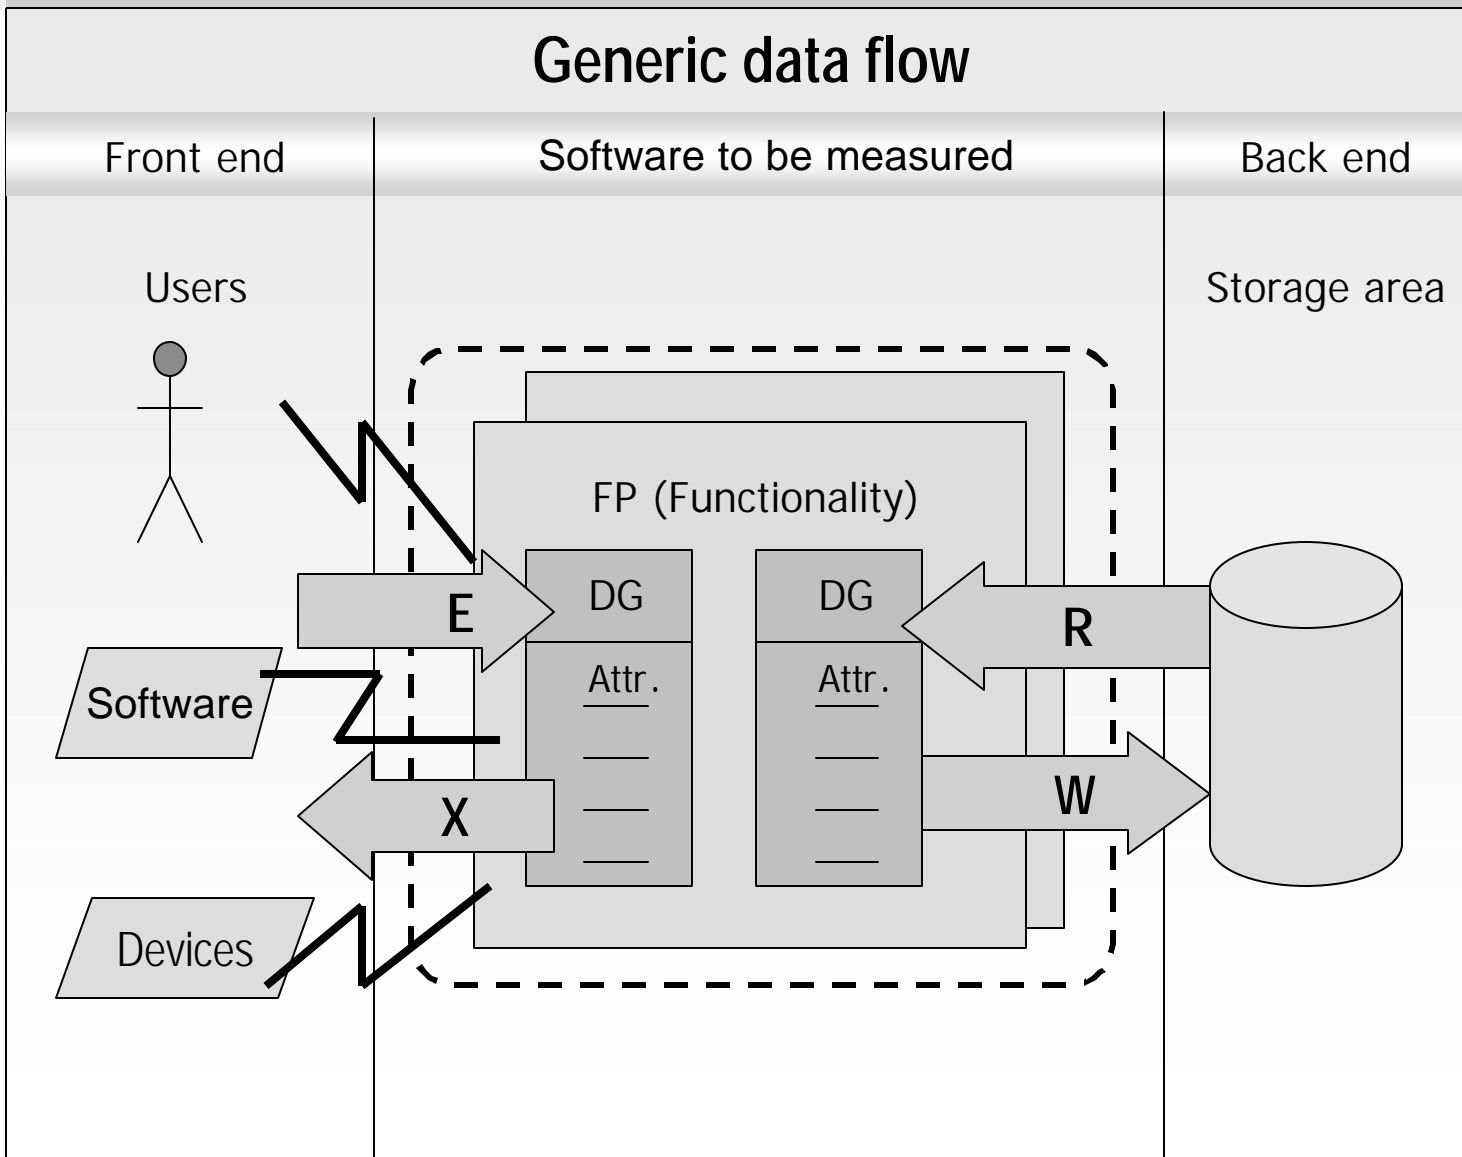 Generic data flow
Front end
Software to be measured
Back end
Users
Storage area
FP (Functionality)
E
DG
DG
R
Attr.
Attr.
Software
X
W
Devices